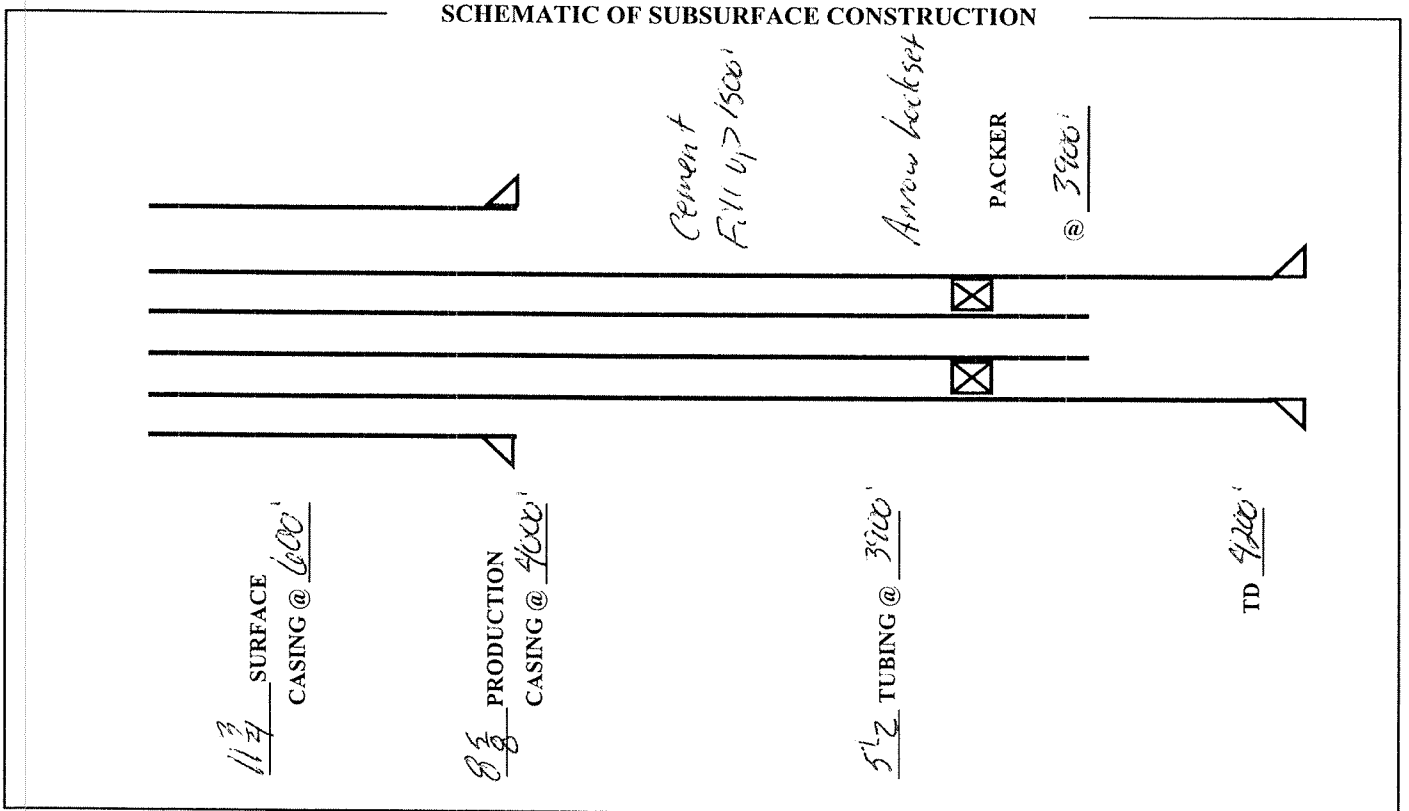 SCHEMATIC OF SUBSURFACE CONSTRUCTION
11 3/4 SURFACE
CASING @ 600'
8 5/8 PRODUCTION
CASING @ 4000'
Cement
Fill up 1500'
5 1/2 TUBING @ 3900'
Arrow Lockset
PACKER
@ 3900'
TD 4200'